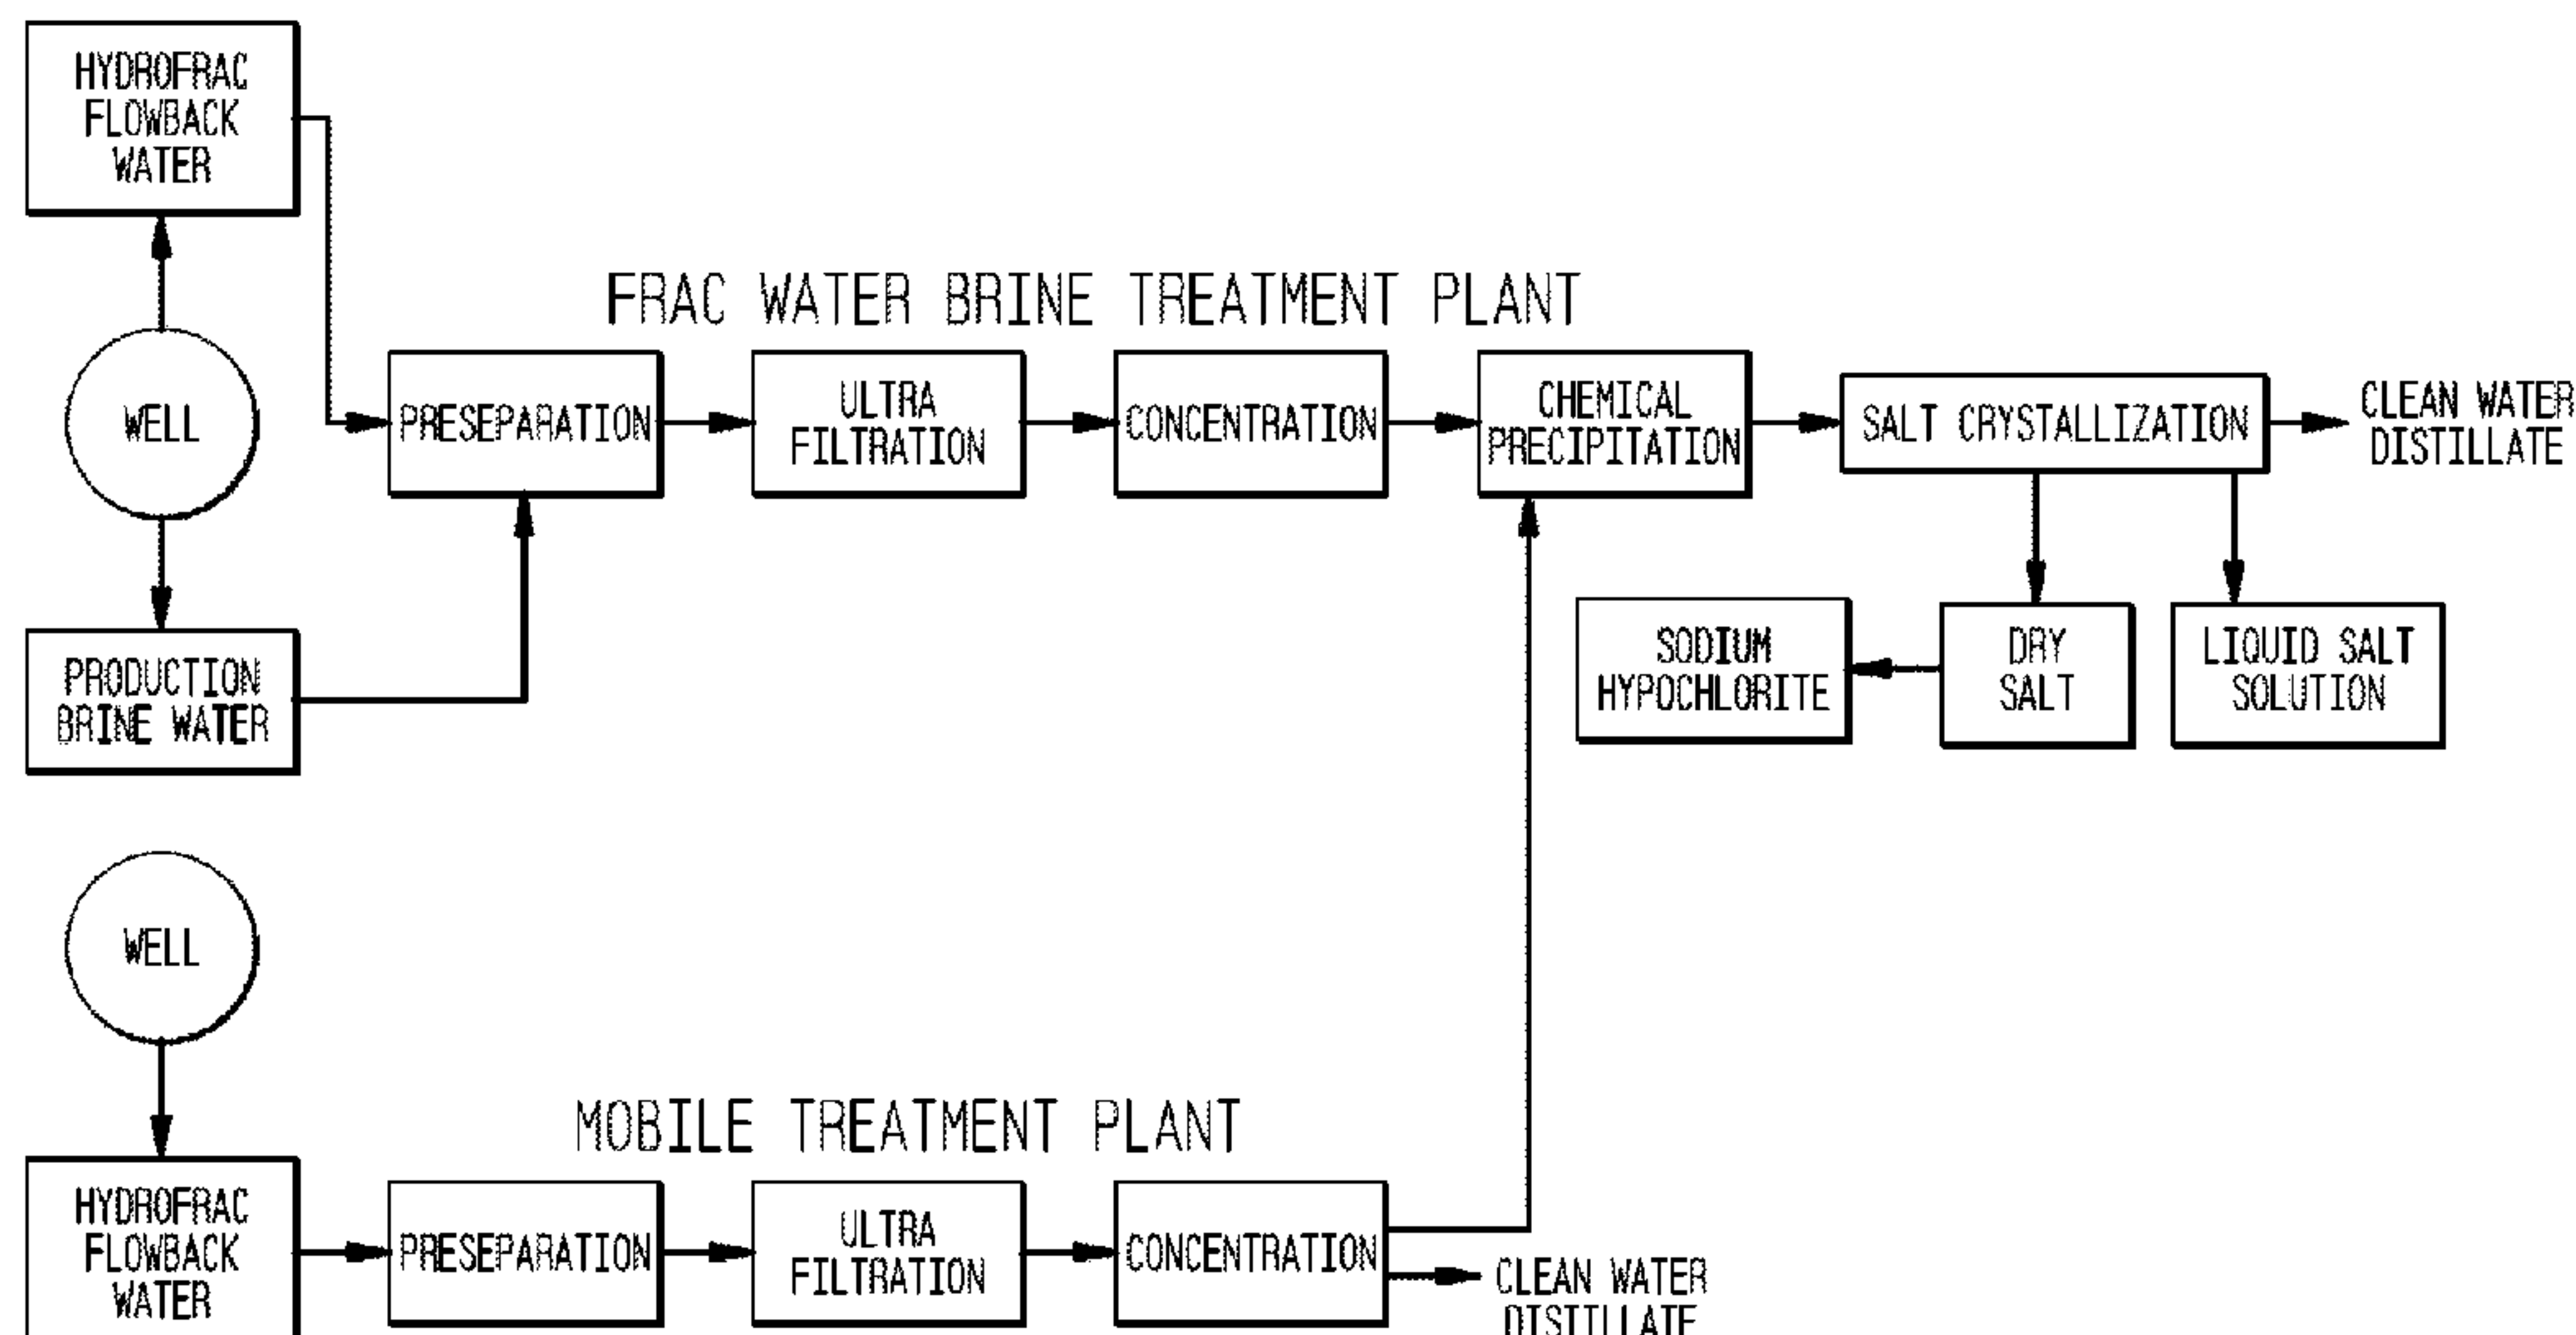 HYDROFRAC
FLOWBACK
WATER
FRAC WATER BRINE TREATMENT PLANT
WELL
PRESEPARATION
ULTRA
FILTRATION
CONCENTRATION
CHEMICAL
PRECIPITATION
SALT CRYSTALLIZATION
CLEAN WATER
DISTILLATE
PRODUCTION
BRINE WATER
SODIUM
HYPOCHLORITE
DRY
SALT
LIQUID SALT
SOLUTION
WELL
MOBILE TREATMENT PLANT
HYDROFRAC
FLOWBACK
WATER
PRESEPARATION
ULTRA
FILTRATION
CONCENTRATION
CLEAN WATER
DISTILLATE